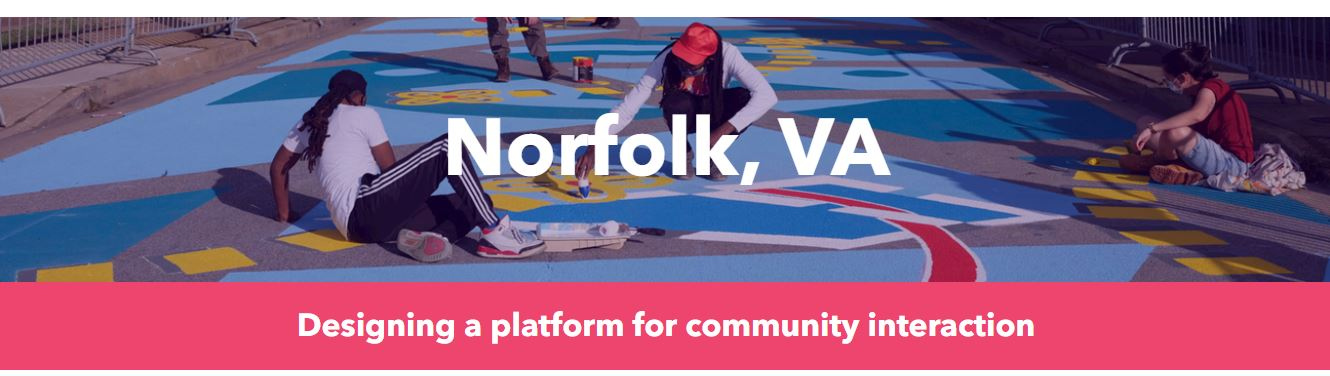 Norfolk, VA
Designing a platform for community interaction